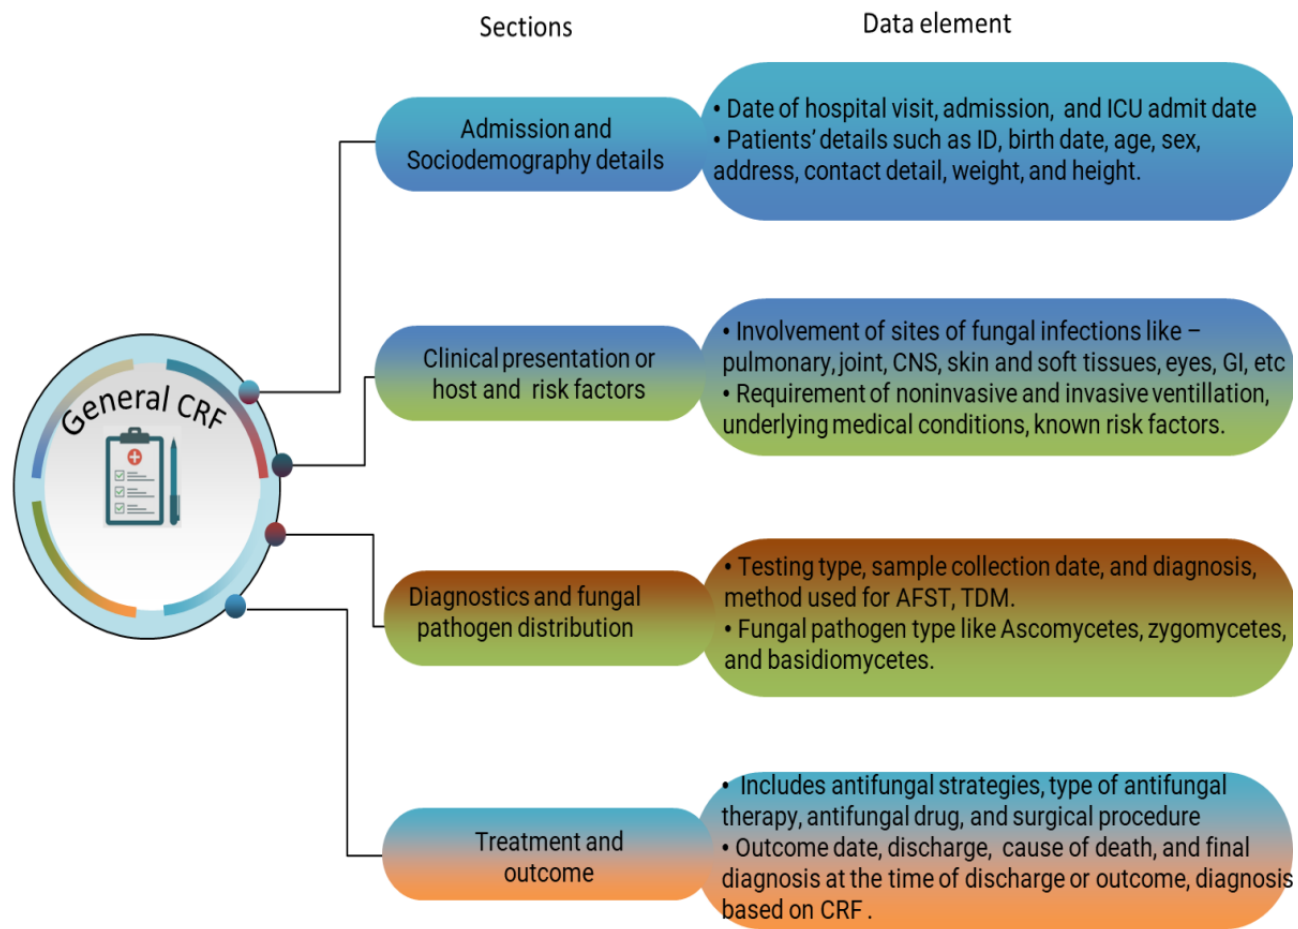 Sections
Data element
General CRF
Admission and
Sociodemography details
• Date of hospital visit, admission, and ICU admit date
• Patients’ details such as ID, birth date, age, sex,
address, contact detail, weight, and height.
Clinical presentation or
host and risk factors
• Involvement of sites of fungal infections like –
pulmonary, joint, CNS, skin and soft tissues, eyes, GI, etc
• Requirement of noninvasive and invasive ventillation,
underlying medical conditions, known risk factors.
Diagnostics and fungal
pathogen distribution
• Testing type, sample collection date, and diagnosis,
method used for AFST, TDM.
• Fungal pathogen type like Ascomycetes, zygomycetes,
and basidiomycetes.
Treatment and
outcome
• Includes antifungal strategies, type of antifungal
therapy, antifungal drug, and surgical procedure
• Outcome date, discharge, cause of death, and final
diagnosis at the time of discharge or outcome, diagnosis
based on CRF .